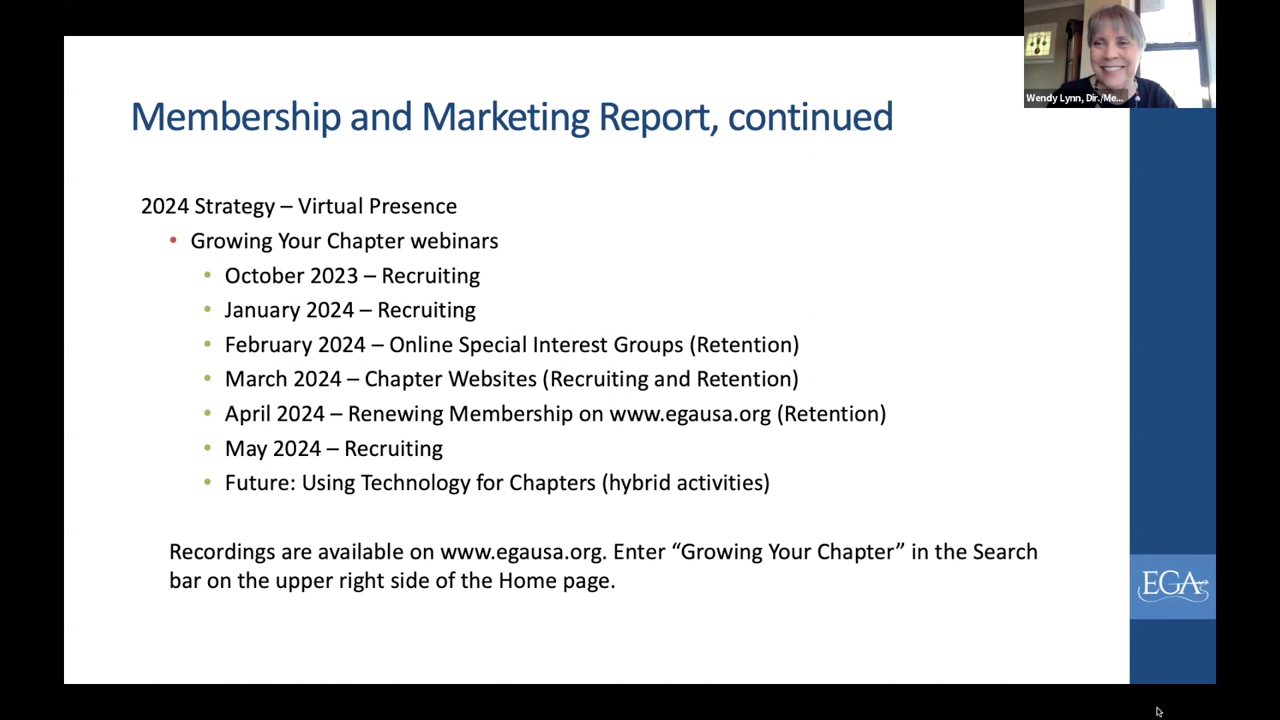 Wendy Lynn, Dir./Me...
Membership and Marketing Report, continued
2024 Strategy – Virtual Presence
• Growing Your Chapter webinars
• October 2023 – Recruiting
• January 2024 – Recruiting
• February 2024 – Online Special Interest Groups (Retention)
• March 2024 – Chapter Websites (Recruiting and Retention)
• April 2024 – Renewing Membership on www.egausa.org (Retention)
• May 2024 – Recruiting
• Future: Using Technology for Chapters (hybrid activities)
Recordings are available on www.egausa.org. Enter “Growing Your Chapter” in the Search
bar on the upper right side of the Home page.
EGA